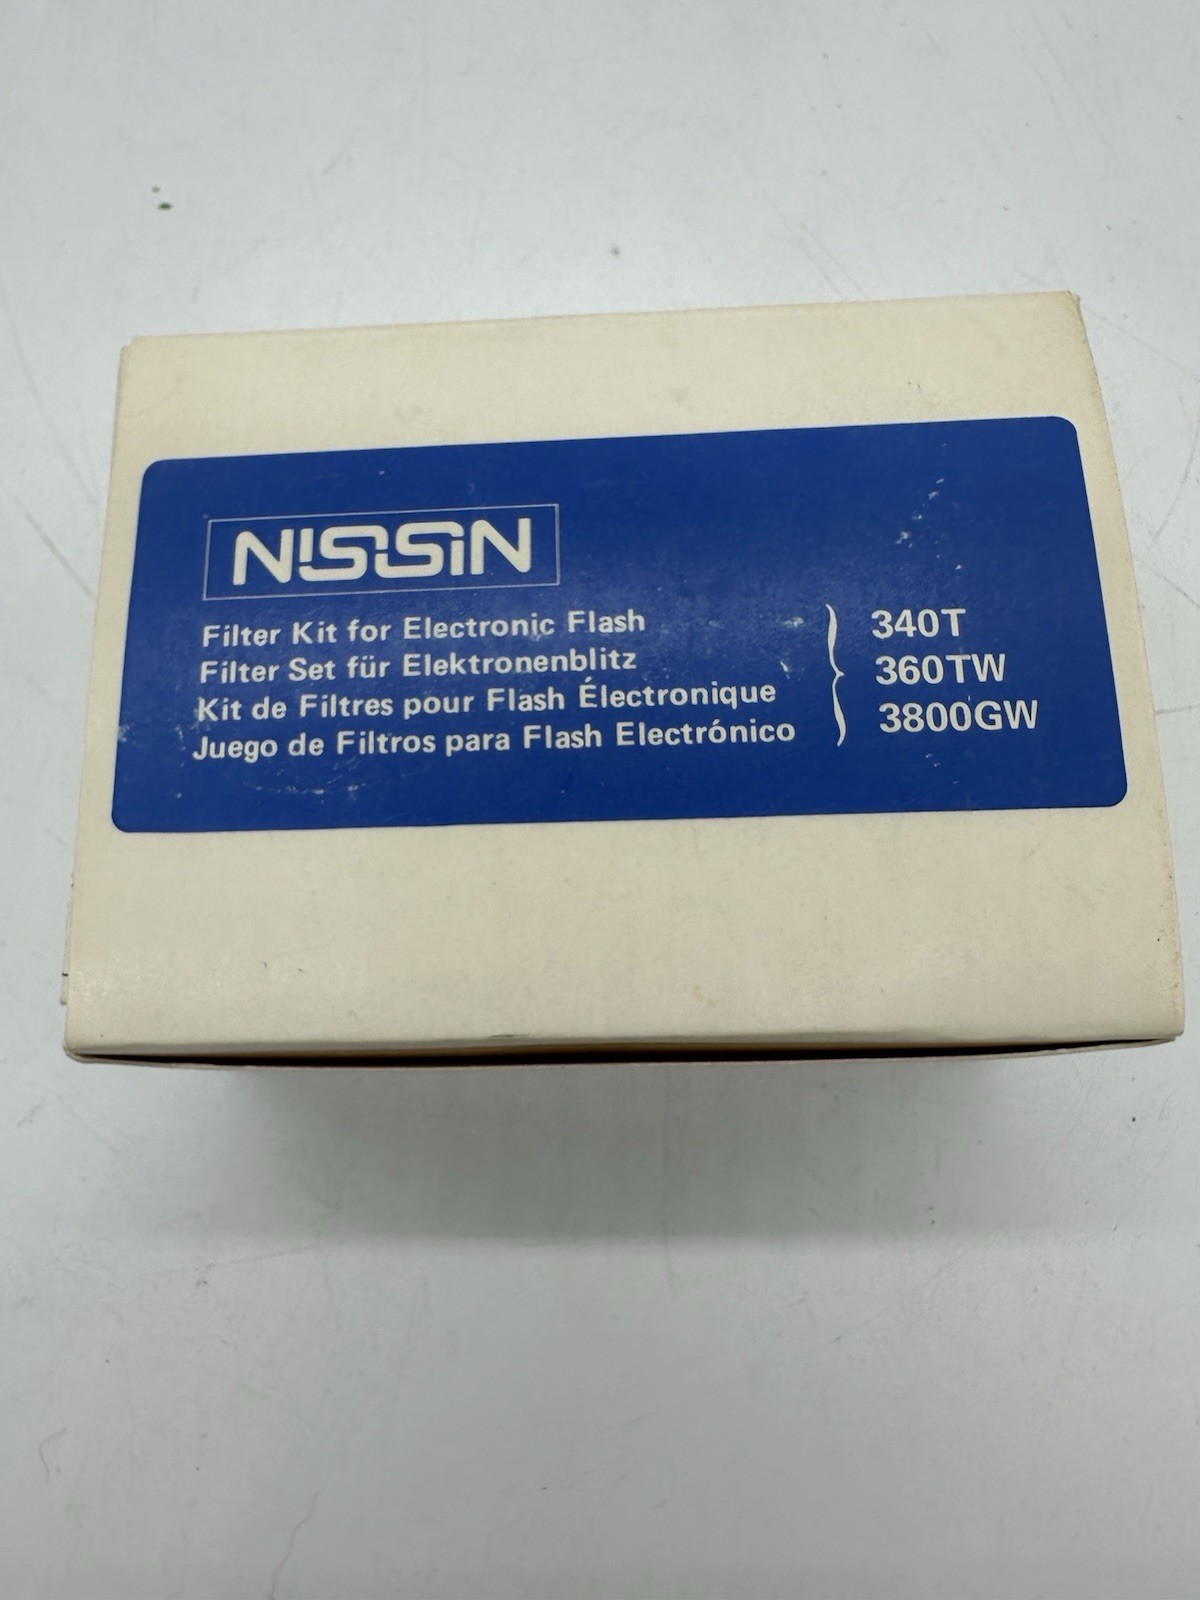 NISSIN
Filter Kit for Electronic Flash
Filter Set für Elektronenblitz
Kit de Filtres pour Flash Électronique
Juego de Filtros para Flash Electrónico
340T
360TW
3800GW